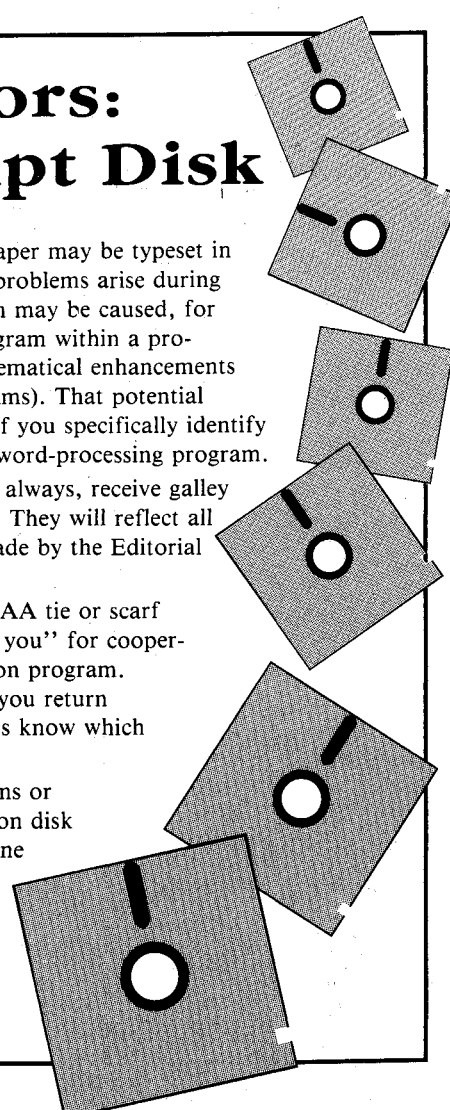 ors:
pt Disk
aper may be typeset in
problems arise during
n may be caused, for
gram within a pro-
ematical enhancements
ms). That potential
f you specifically identify
word-processing program.
always, receive galley
They will reflect all
ade by the Editorial
AA tie or scarf
you’’ for cooper-
on program.
you return
s know which
ns or
on disk
ne